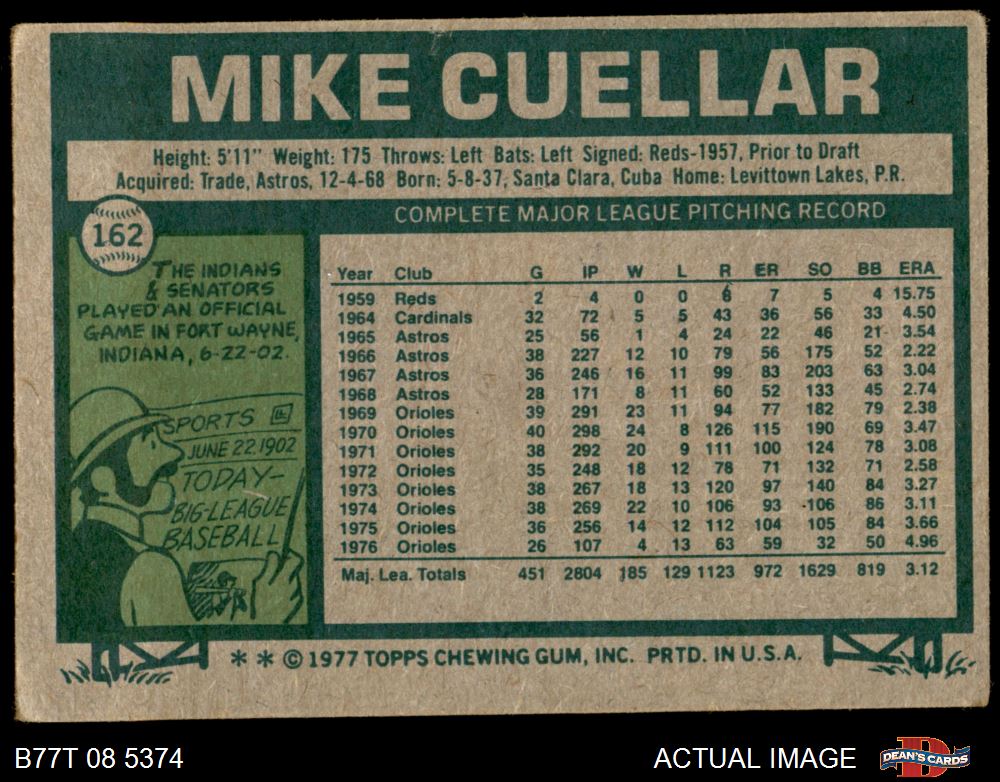 MIKE CUELLAR
Height: 5'11" Weight: 175 Throws: Left Bats: Left Signed: Reds-1957, Prior to Draft
Acquired: Trade, Astros, 12-4-68 Born: 5-8-37, Santa Clara, Cuba Home: Levittown Lakes, P.R.
162
THE INDIANS
& SENATORS
PLAYED AN OFFICIAL
GAME IN FORT WAYNE,
INDIANA, 6-22-02.
SPORTS
JUNE 22, 1902
TODAY-
BIG-LEAGUE
BASEBALL
COMPLETE MAJOR LEAGUE PITCHING RECORD
Year Club G IP W L R ER SO BB ERA
1959 Reds 2 4 0 0 8 7 5 4 15.75
1964 Cardinals 32 72 5 5 43 36 56 33 4.50
1965 Astros 25 56 1 4 24 22 46 21 3.54
1966 Astros 38 227 12 10 79 56 175 52 2.22
1967 Astros 36 246 16 11 99 83 203 63 3.04
1968 Astros 28 171 8 11 60 52 133 45 2.74
1969 Orioles 39 291 23 11 94 77 182 79 2.38
1970 Orioles 40 298 24 8 126 115 190 69 3.47
1971 Orioles 38 292 20 9 111 100 124 78 3.08
1972 Orioles 35 248 18 12 78 71 132 71 2.58
1973 Orioles 38 267 18 13 120 97 140 84 3.27
1974 Orioles 38 269 22 10 106 93 106 86 3.11
1975 Orioles 36 256 14 12 112 104 105 84 3.66
1976 Orioles 26 107 4 13 63 59 32 50 4.96
Maj. Lea. Totals 451 2804 185 129 1123 972 1629 819 3.12
** © 1977 TOPPS CHEWING GUM, INC. PRTD. IN U.S.A.
B77T 08 5374 ACTUAL IMAGE DEAN'S CARDS